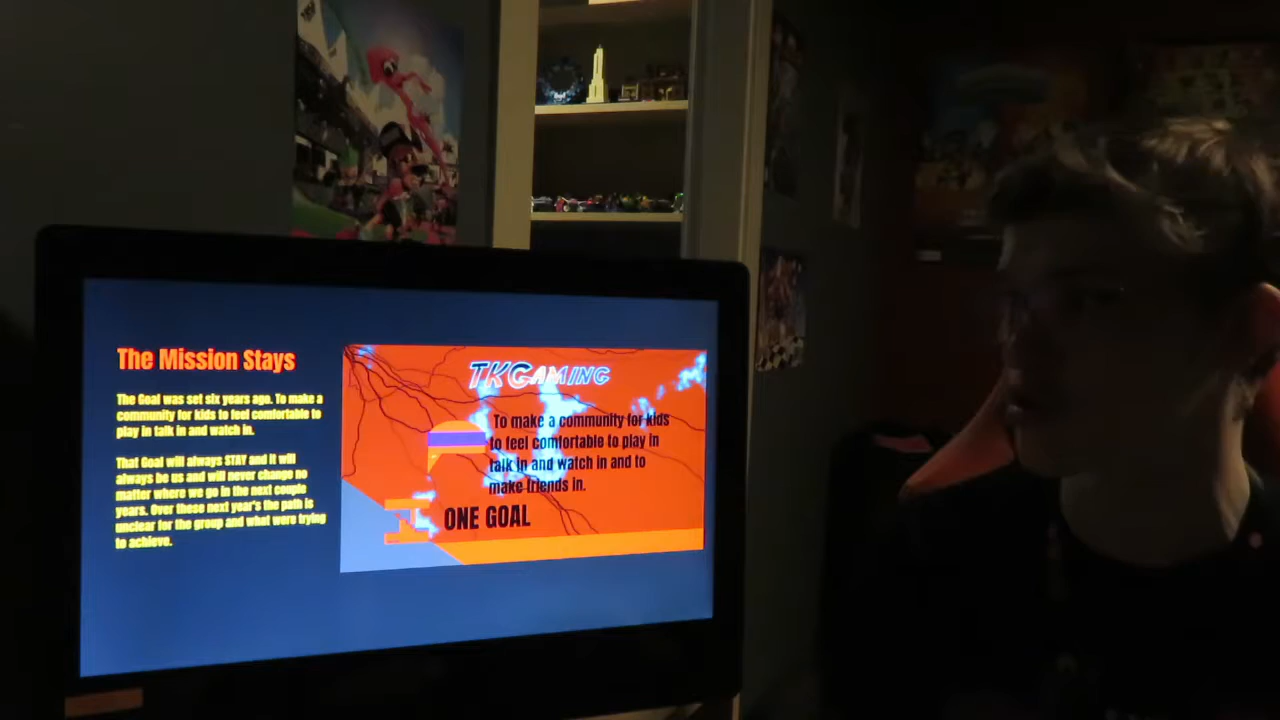 The Mission Stays
The Goal was set six years ago. To make a
community for kids to feel comfortable to
play in talk in and watch in.
That Goal will always STAY and it will
always be us and will never change no
matter where we go in the next couple
years. Over these next year's the path is
unclear for the group and what were trying
to achieve.
TKGAMING
To make a community for kids
to feel comfortable to play in
talk in and watch in and to
make friends in.
ONE GOAL